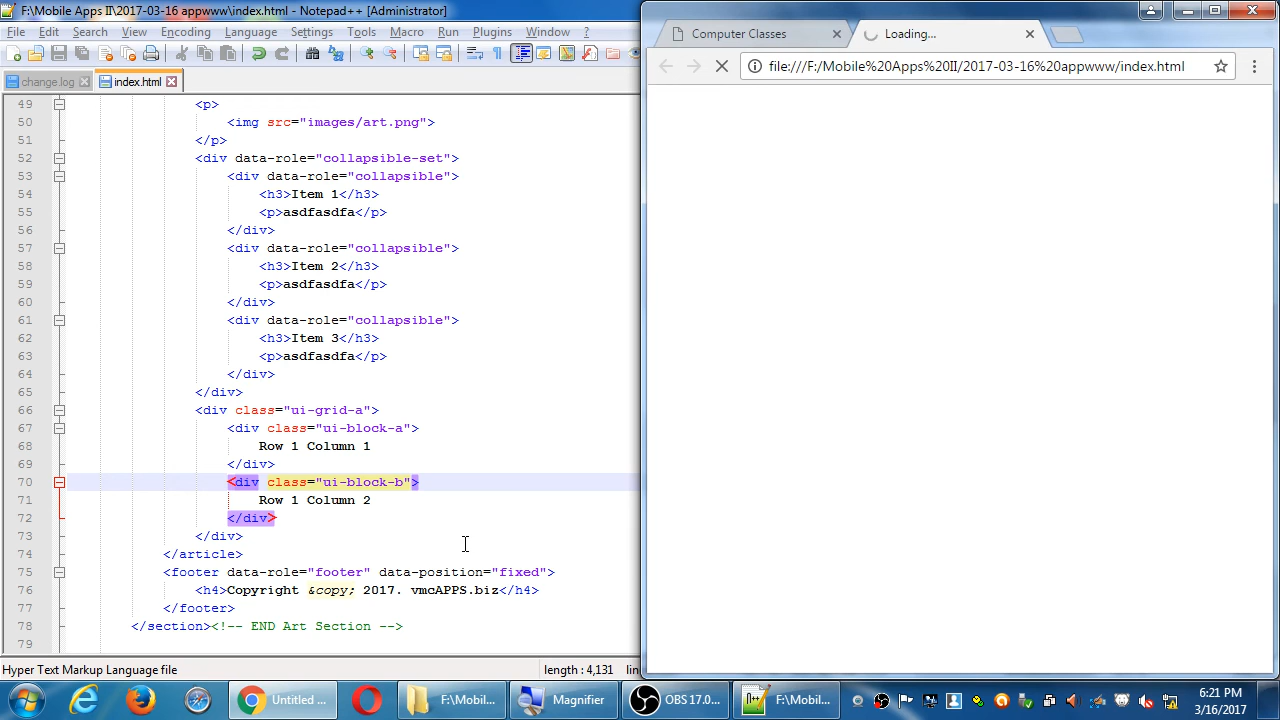 F:\Mobile Apps II\2017-03-16 appwww\index.html - Notepad++ [Administrator]
File Edit Search View Encoding Language Settings Tools Macro Run Plugins Window ?
change.log index.html
49 <p>
50 <img src="images/art.png">
51 </p>
52 <div data-role="collapsible-set">
53 <div data-role="collapsible">
54 <h3>Item 1</h3>
55 <p>asdfasdfa</p>
56 </div>
57 <div data-role="collapsible">
58 <h3>Item 2</h3>
59 <p>asdfasdfa</p>
60 </div>
61 <div data-role="collapsible">
62 <h3>Item 3</h3>
63 <p>asdfasdfa</p>
64 </div>
65 </div>
66 <div class="ui-grid-a">
67 <div class="ui-block-a">
68 Row 1 Column 1
69 </div>
70 <div class="ui-block-b">
71 Row 1 Column 2
72 </div>
73 </div>
74 </article>
75 <footer data-role="footer" data-position="fixed">
76 <h4>Copyright &copy; 2017. vmcAPPS.biz</h4>
77 </footer>
78 </section><!-- END Art Section -->
79
Hyper Text Markup Language file length : 4,131 lin
Computer Classes Loading...
file:///F:/Mobile%20Apps%20II/2017-03-16%20appwww/index.html
Untitled ... F:\Mobil... Magnifier OBS 17.0... F:\Mobil...
6:21 PM
3/16/2017